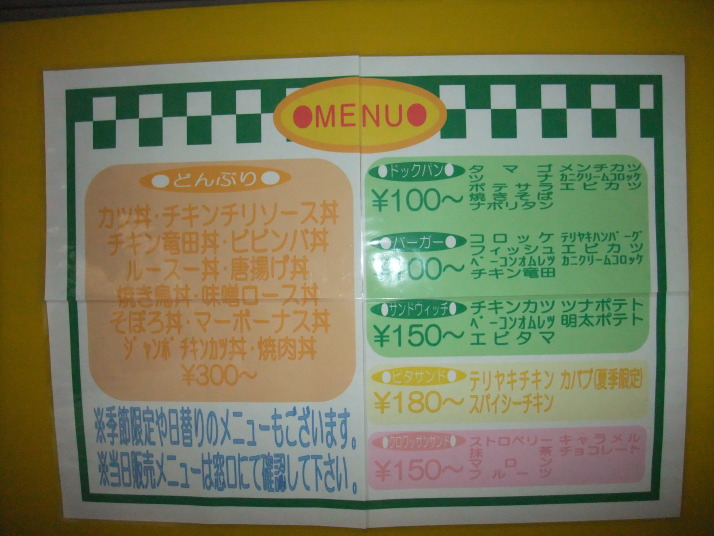 ●MENU●
●どんぶり●
カツ丼・チキンチリソース丼
チキン竜田丼・ビビンバ丼
ルースー丼・唐揚げ丼
焼き鳥丼・味噌ロース丼
そぼろ丼・マーボーナス丼
ジャンボチキンカツ丼・焼肉丼
¥300～
※季節限定や日替りのメニューもございます。
※当日販売メニューは窓口にて確認して下さい。
●ドックパン●
¥100～
タマゴ メンチカツ
ツナ カニクリームコロッケ
ポテサラ エビカツ
焼きそば
ナポリタン
●バーガー●
¥100～
コロッケ テリヤキハンバーグ
フィッシュ エビカツ
ベーコンオムレツ カニクリームコロッケ
チキン竜田
●サンドウィッチ●
¥150～
チキンカツ ツナポテト
ベーコンオムレツ 明太ポテト
エビタマ
●ピタサンド●
¥180～
テリヤキチキン カバブ(夏季限定)
スパイシーチキン
●クロワッサンサンド●
¥150～
ストロベリー キャラメル
抹茶 チョコレート
マロン
フルーツ